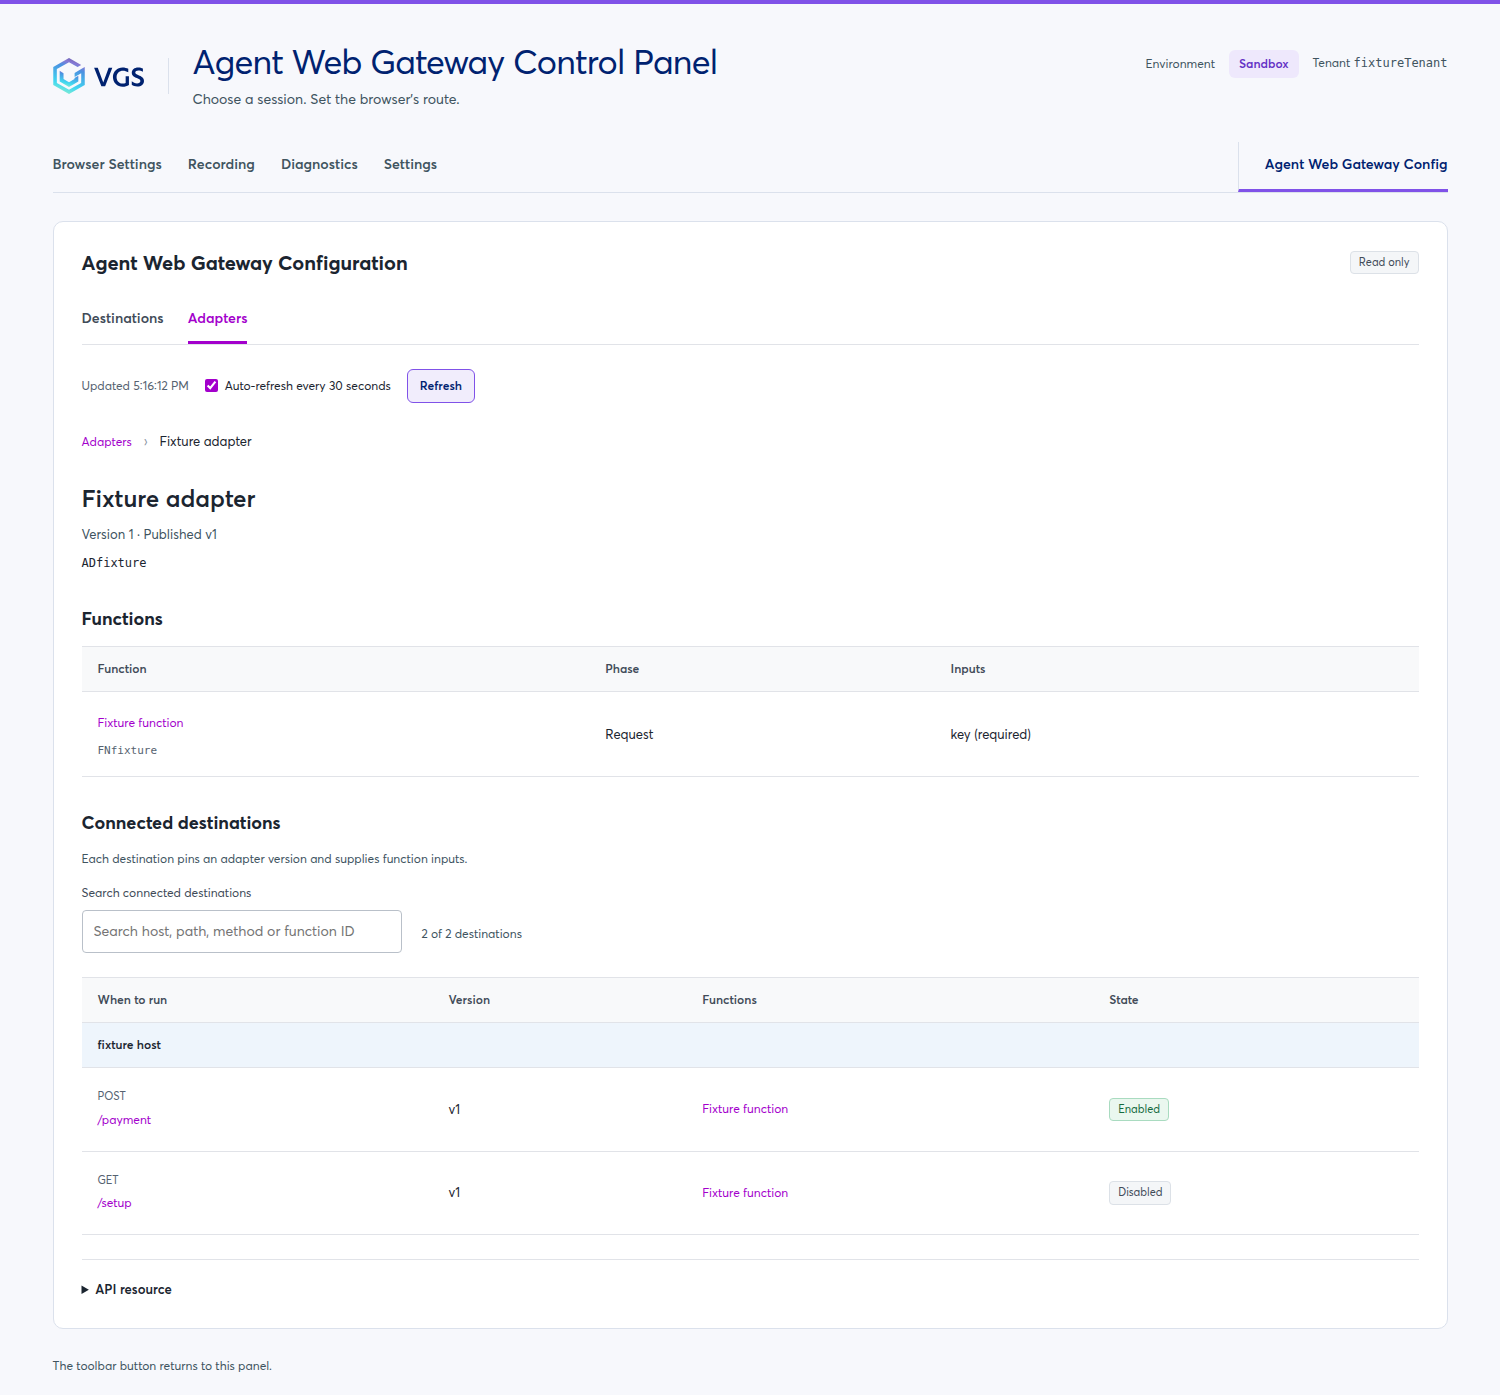 VGS
Agent Web Gateway Control Panel
Choose a session. Set the browser's route.
Environment Sandbox Tenant fixtureTenant
Browser Settings Recording Diagnostics Settings Agent Web Gateway Config
Agent Web Gateway Configuration
Read only
Destinations Adapters
Updated 5:16:12 PM Auto-refresh every 30 seconds Refresh
Adapters › Fixture adapter
Fixture adapter
Version 1 · Published v1
ADfixture
Functions
Function Phase Inputs
Fixture function
FNfixture
Request
key (required)
Connected destinations
Each destination pins an adapter version and supplies function inputs.
Search connected destinations
Search host, path, method or function ID
2 of 2 destinations
When to run Version Functions State
fixture host
POST
/payment
v1
Fixture function
Enabled
GET
/setup
v1
Fixture function
Disabled
API resource
The toolbar button returns to this panel.